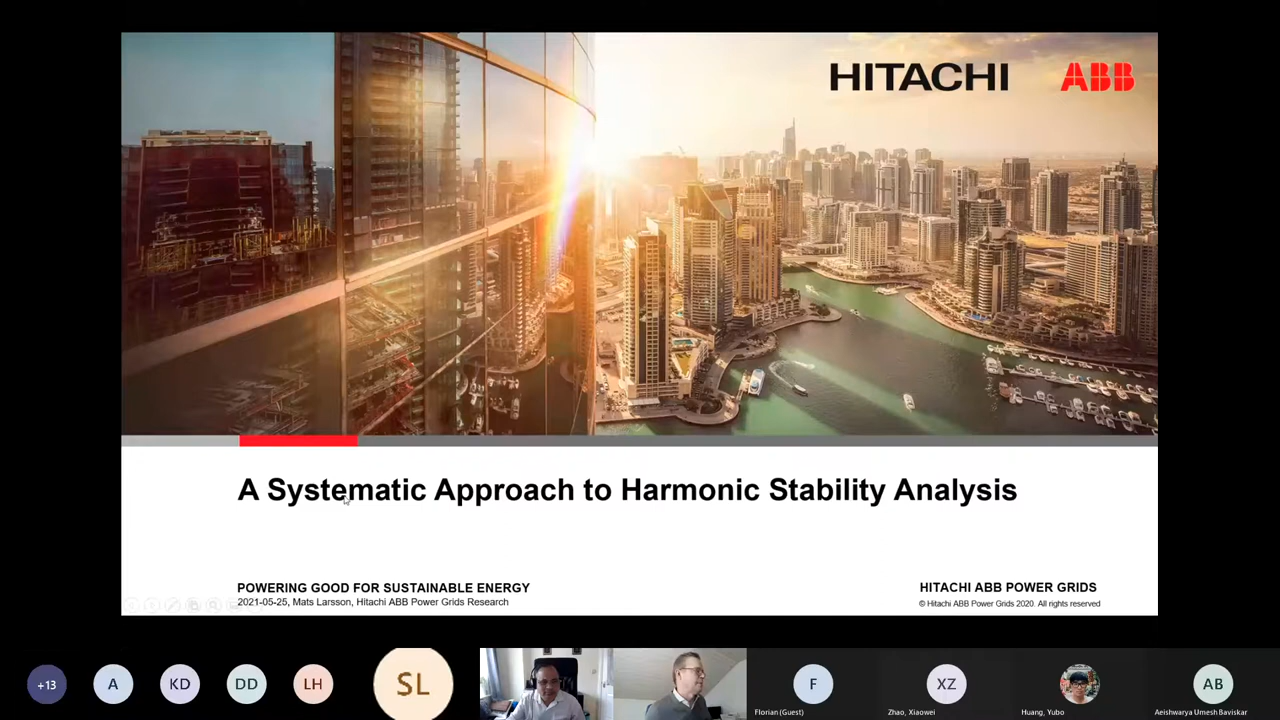 HITACHI ABB
A Systematic Approach to Harmonic Stability Analysis
POWERING GOOD FOR SUSTAINABLE ENERGY
2021-05-25, Mats Larsson, Hitachi ABB Power Grids Research
HITACHI ABB POWER GRIDS
© Hitachi ABB Power Grids 2020. All rights reserved
+13
A
KD
DD
LH
SL
F
XZ
AB
Florian (Guest)
Zhao, Xiaowei
Huang, Yubo
Aeishwarya Umesh Baviskar